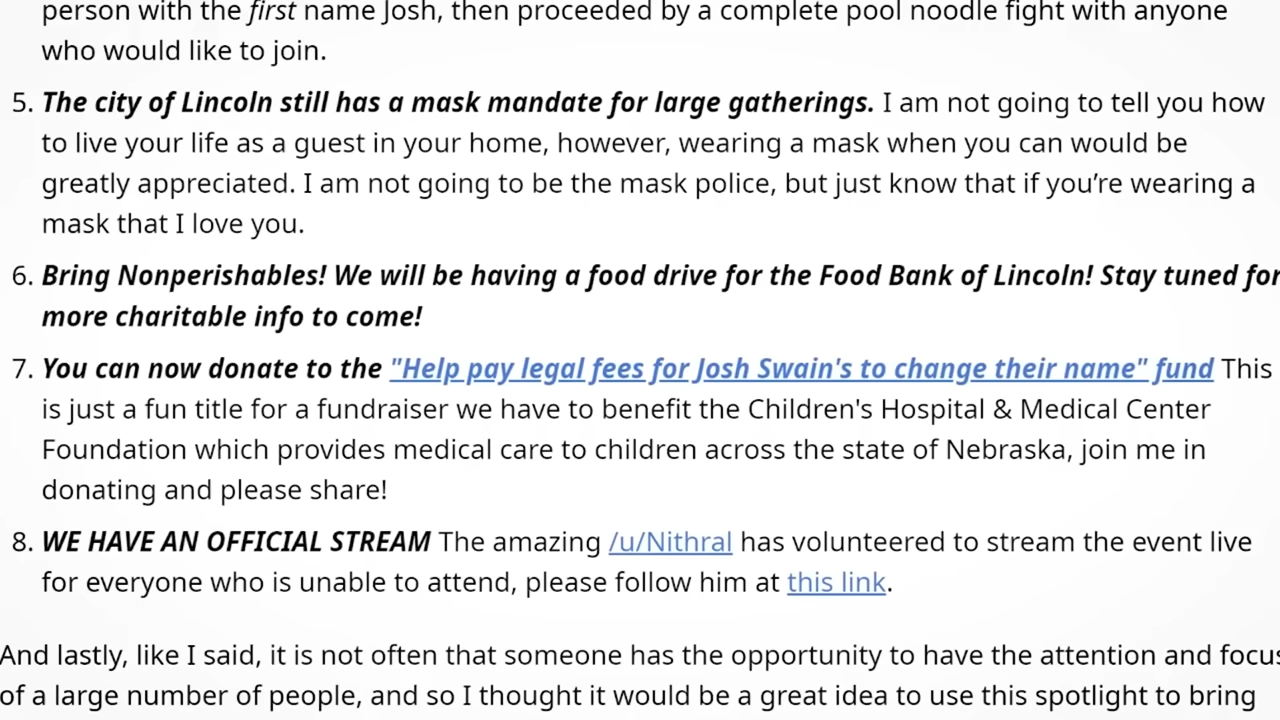 person with the first name Josh, then proceeded by a complete pool noodle fight with anyone
who would like to join.
5. The city of Lincoln still has a mask mandate for large gatherings. I am not going to tell you how
to live your life as a guest in your home, however, wearing a mask when you can would be
greatly appreciated. I am not going to be the mask police, but just know that if you’re wearing a
mask that I love you.
6. Bring Nonperishables! We will be having a food drive for the Food Bank of Lincoln! Stay tuned for
more charitable info to come!
7. You can now donate to the "Help pay legal fees for Josh Swain's to change their name" fund This
is just a fun title for a fundraiser we have to benefit the Children's Hospital & Medical Center
Foundation which provides medical care to children across the state of Nebraska, join me in
donating and please share!
8. WE HAVE AN OFFICIAL STREAM The amazing /u/Nithral has volunteered to stream the event live
for everyone who is unable to attend, please follow him at this link.
And lastly, like I said, it is not often that someone has the opportunity to have the attention and focus
of a large number of people, and so I thought it would be a great idea to use this spotlight to bring